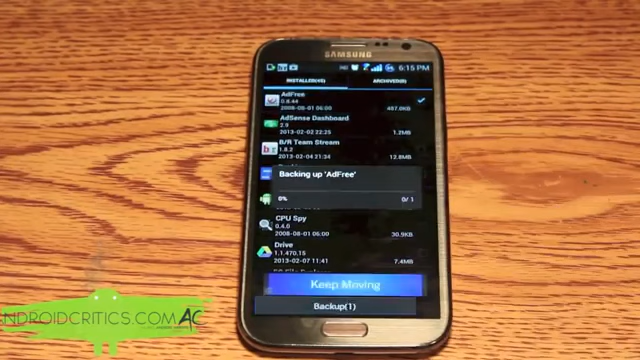 SAMSUNG
6:15 PM
INSTALLED(45)
ARCHIVED(0)
AdFree
0.8.44
2008-08-01 06:00
487.0KB
AdSense Dashboard
2.9
2013-02-02 22:25
1.2MB
B/R Team Stream
1.8.2
2013-02-04 21:34
12.8MB
Backing up 'AdFree'
0%
0/1
CPU Spy
0.4.0
2008-08-01 06:00
30.9KB
Drive
1.1.470.15
2013-02-07 11:41
7.4MB
Keep Moving
Backup(1)
NDROIDCRITICS.COM AC